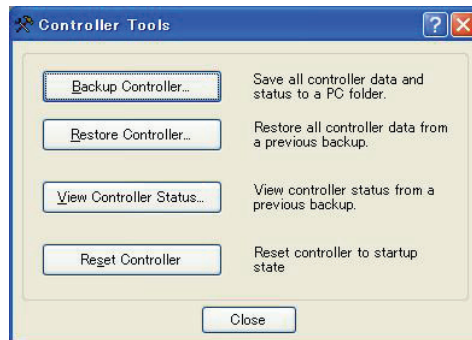 Controller Tools
Backup Controller...
Save all controller data and
status to a PC folder.
Restore Controller...
Restore all controller data from
a previous backup.
View Controller Status...
View controller status from a
previous backup.
Reset Controller
Reset controller to startup
state
Close